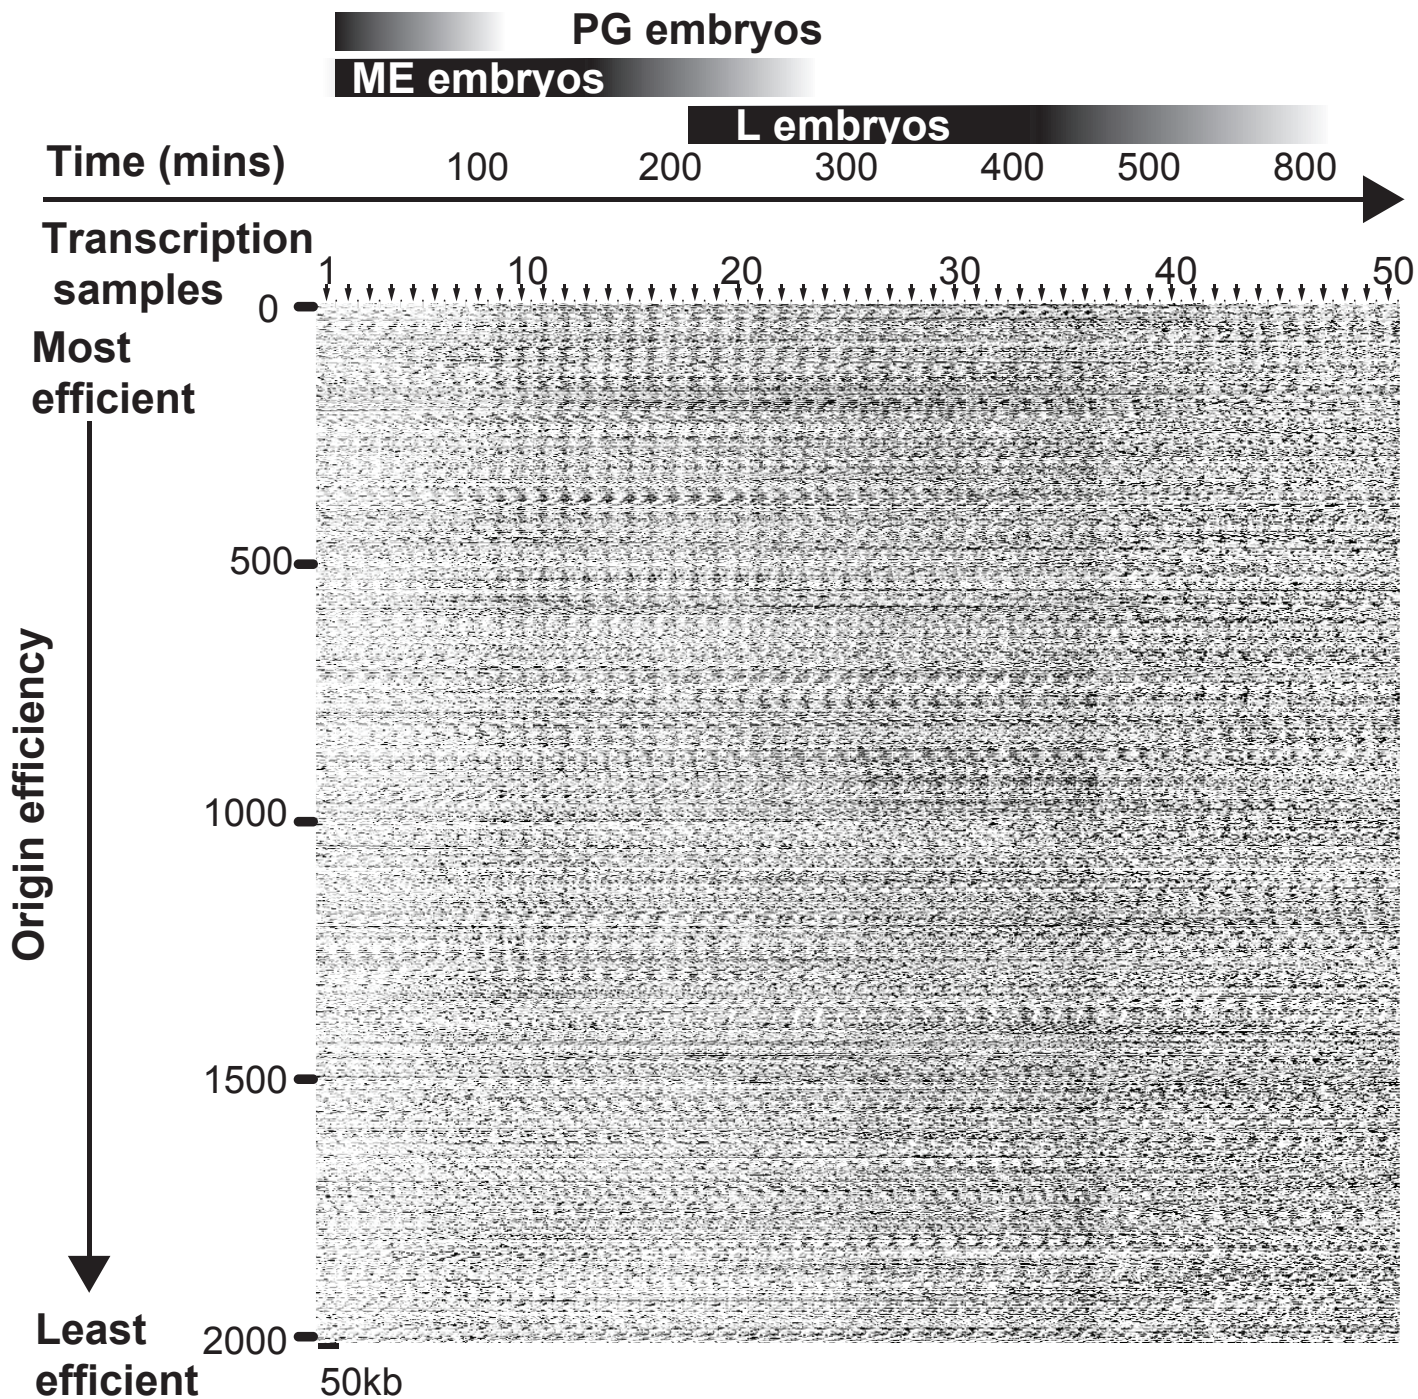 PG embryos
ME embryos
L embryos
Time (mins)
100 200 300 400 500 800
Transcription
samples
1 10 20 30 40 50
0
Most
efficient
500
Origin efficiency
1000
1500
Least
efficient
2000
50kb